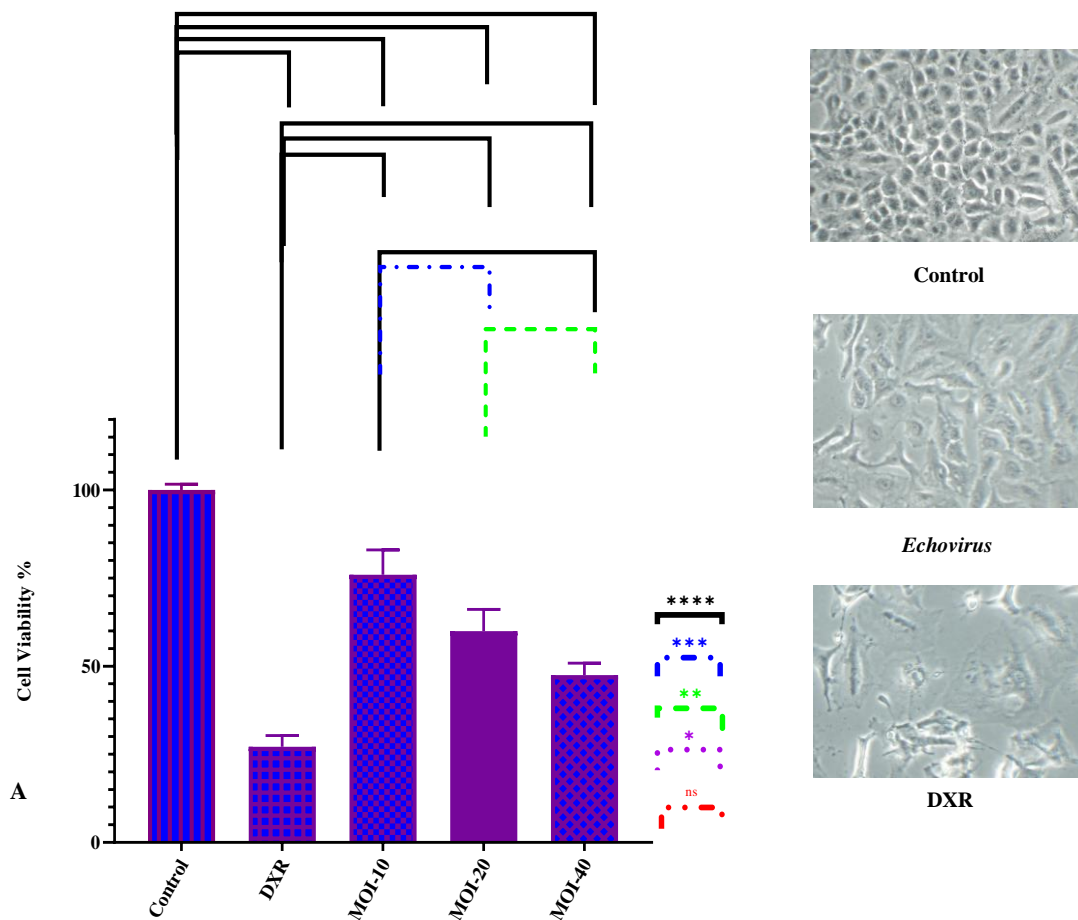 Cell Viability %
100
50
0
A
Control
DXR
MOI-10
MOI-20
MOI-40
****
***
**
*
ns
Control
Echovirus
DXR